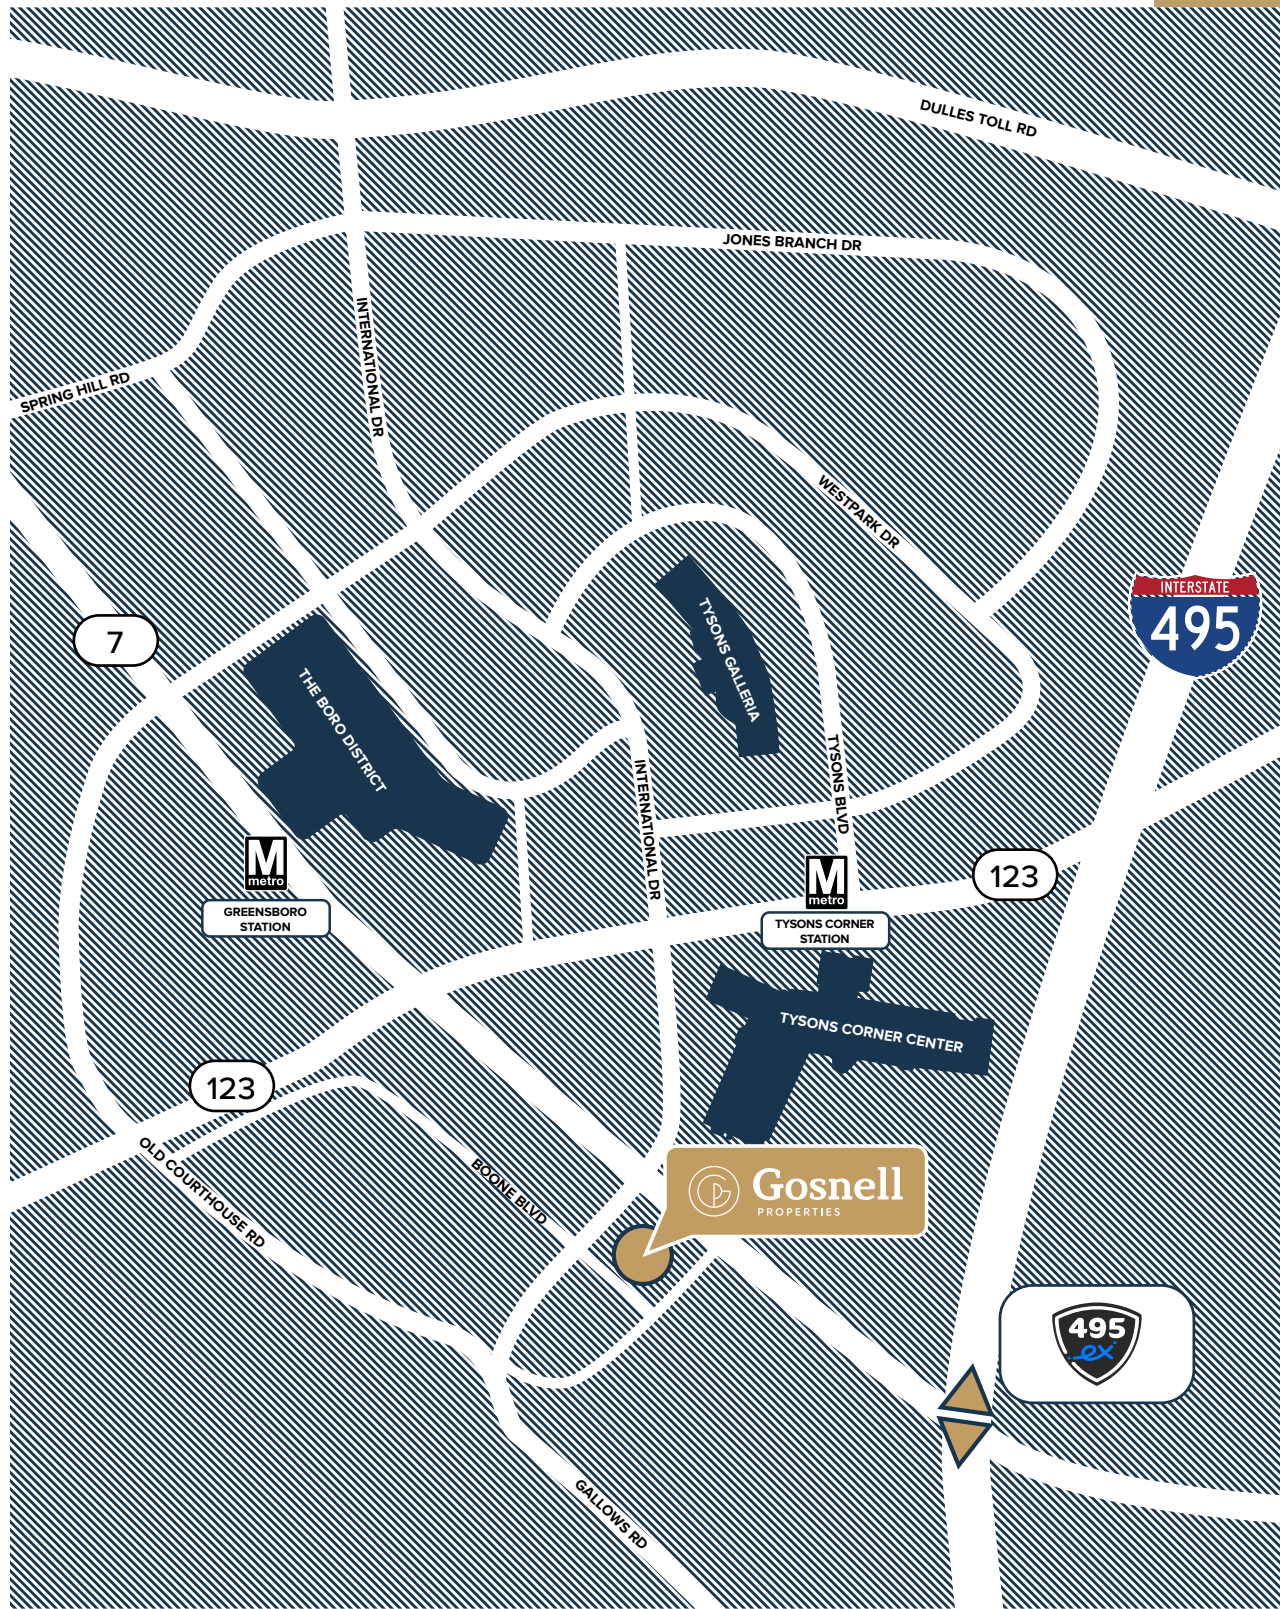 DULLES TOLL RD
JONES BRANCH DR
INTERNATIONAL DR
SPRING HILL RD
WESTPARK DR
INTERSTATE
495
7
TYSONS GALLERIA
THE BORO DISTRICT
TYSONS BLVD
INTERNATIONAL DR
M
metro
GREENSBORO
STATION
M
metro
TYSONS CORNER
STATION
123
TYSONS CORNER CENTER
123
OLD COURTHOUSE RD
BOONE BLVD
Gosnell
PROPERTIES
495
ex
GALLOWS RD